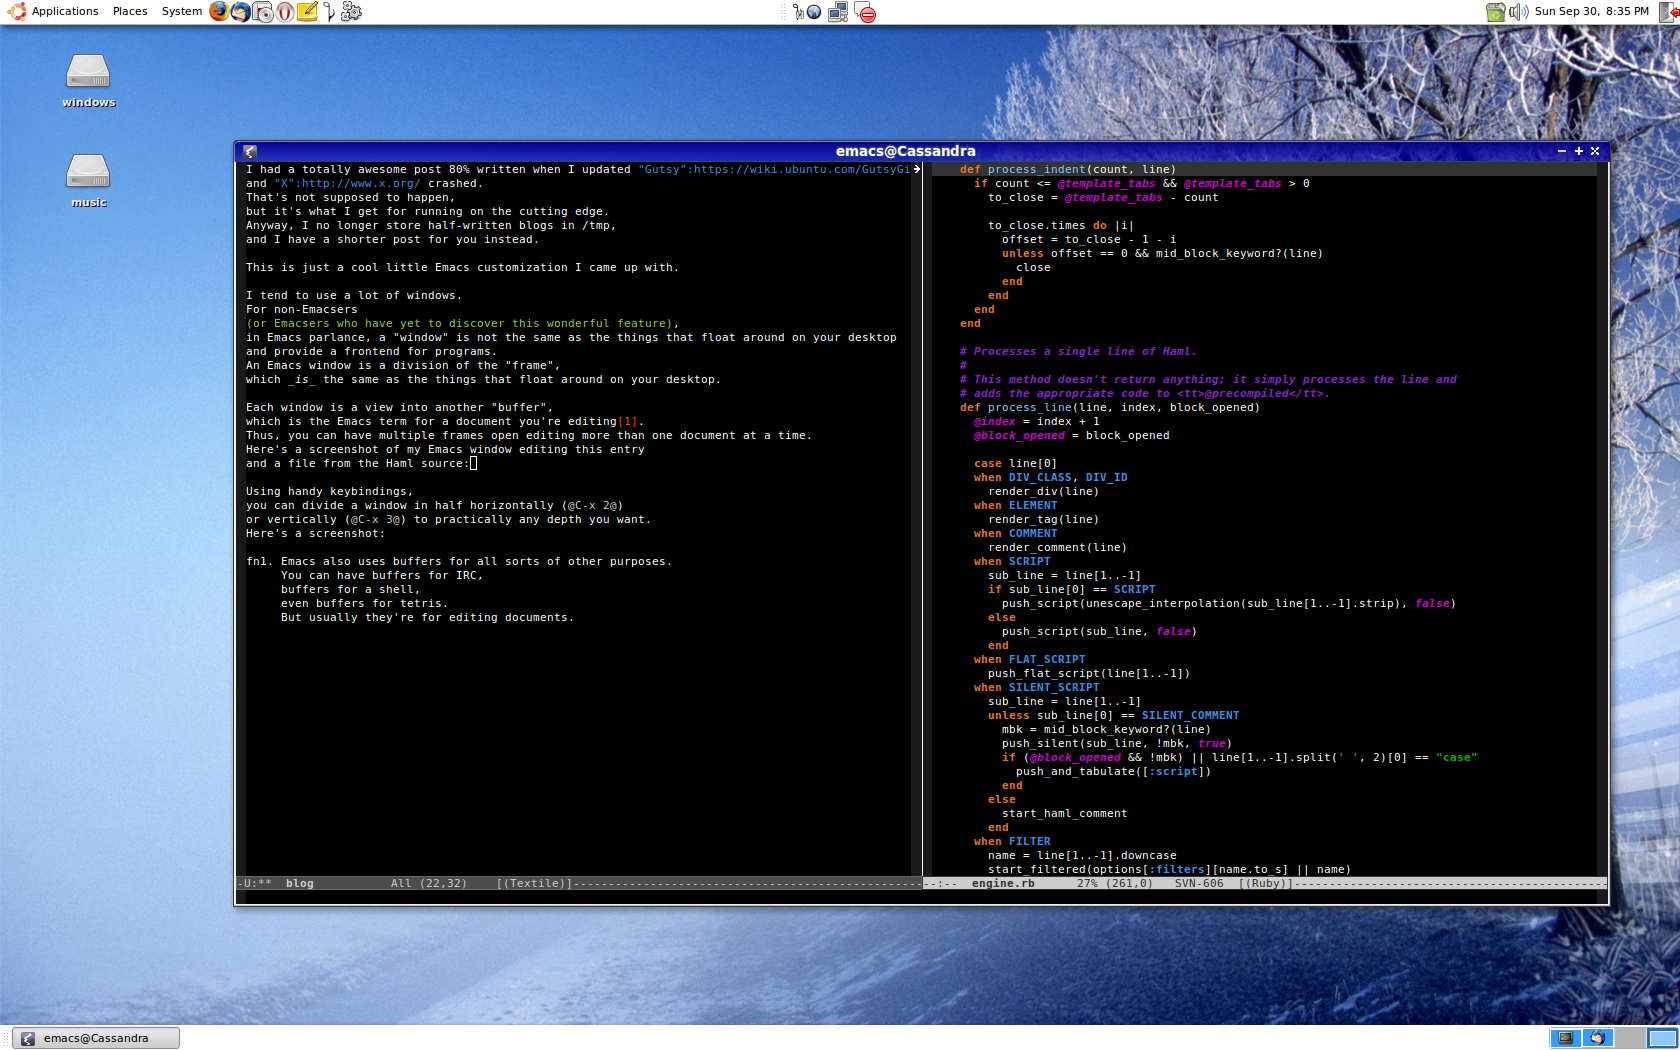 Applications Places System
Sun Sep 30, 8:35 PM
windows
music
emacs@Cassandra
I had a totally awesome post 80% written when I updated "Gutsy":https://wiki.ubuntu.com/GutsyGi
and "X":http://www.x.org/ crashed.
That's not supposed to happen,
but it's what I get for running on the cutting edge.
Anyway, I no longer store half-written blogs in /tmp,
and I have a shorter post for you instead.
This is just a cool little Emacs customization I came up with.
I tend to use a lot of windows.
For non-Emacsers
(or Emacsers who have yet to discover this wonderful feature),
in Emacs parlance, a "window" is not the same as the things that float around on your desktop
and provide a frontend for programs.
An Emacs window is a division of the "frame",
which _is_ the same as the things that float around on your desktop.
Each window is a view into another "buffer",
which is the Emacs term for a document you're editing[1].
Thus, you can have multiple frames open editing more than one document at a time.
Here's a screenshot of my Emacs window editing this entry
and a file from the Haml source:
Using handy keybindings,
you can divide a window in half horizontally (@C-x 2@)
or vertically (@C-x 3@) to practically any depth you want.
Here's a screenshot:
fn1. Emacs also uses buffers for all sorts of other purposes.
You can have buffers for IRC,
buffers for a shell,
even buffers for tetris.
But usually they're for editing documents.
-U:** blog All (22,32) [(Textile)]------------------------------------------------
def process_indent(count, line)
if count <= @template_tabs && @template_tabs > 0
to_close = @template_tabs - count
to_close.times do |i|
offset = to_close - 1 - i
unless offset == 0 && mid_block_keyword?(line)
close
end
end
end
end
# Processes a single line of Haml.
#
# This method doesn't return anything; it simply processes the line and
# adds the appropriate code to <tt>@precompiled</tt>.
def process_line(line, index, block_opened)
@index = index + 1
@block_opened = block_opened
case line[0]
when DIV_CLASS, DIV_ID
render_div(line)
when ELEMENT
render_tag(line)
when COMMENT
render_comment(line)
when SCRIPT
sub_line = line[1..-1]
if sub_line[0] == SCRIPT
push_script(unescape_interpolation(sub_line[1..-1].strip), false)
else
push_script(sub_line, false)
end
when FLAT_SCRIPT
push_flat_script(line[1..-1])
when SILENT_SCRIPT
sub_line = line[1..-1]
unless sub_line[0] == SILENT_COMMENT
mbk = mid_block_keyword?(line)
push_silent(sub_line, !mbk, true)
if (@block_opened && !mbk) || line[1..-1].split(' ', 2)[0] == "case"
push_and_tabulate([:script])
end
else
start_haml_comment
end
when FILTER
name = line[1..-1].downcase
start_filtered(options[:filters][name.to_s] || name)
--:-- engine.rb 27% (261,0) SVN-606 [(Ruby)]---------------------------------------------
emacs@Cassandra